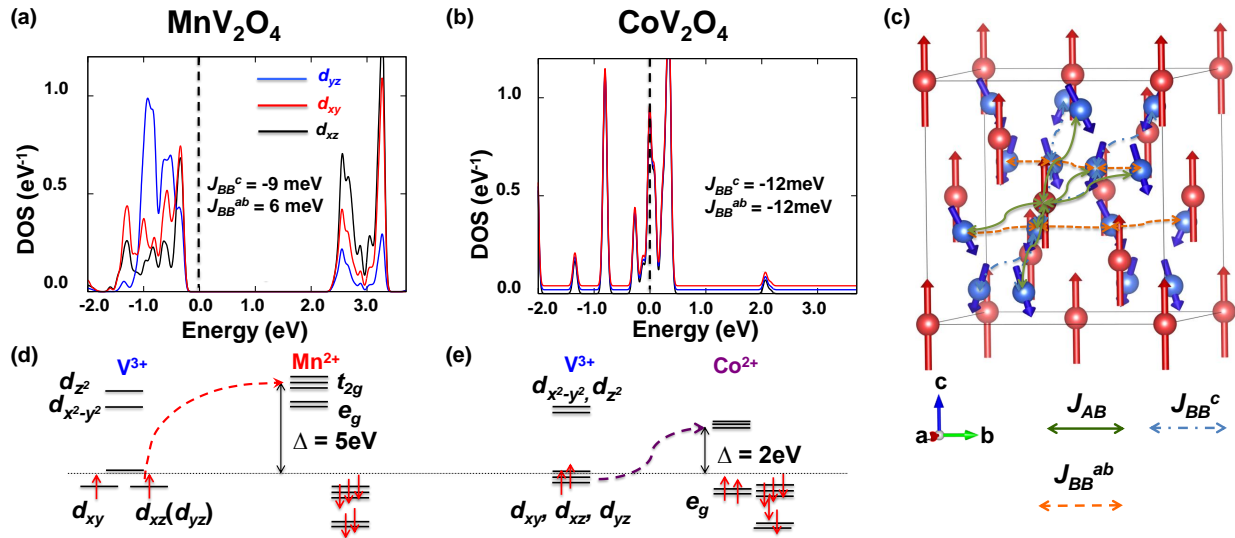 (a)
MnV2O4
DOS (eV-1)
1.0
0.5
0.0
dyz
dxy
dxz
JBBc = -9 meV
JBBab = 6 meV
-2.0 -1.0 0.0 1.0 2.0 3.0
Energy (eV)
(b)
CoV2O4
DOS (eV-1)
1.0
0.5
0.0
JBBc = -12meV
JBBab = -12meV
-2.0 -1.0 0.0 1.0 2.0 3.0
Energy (eV)
(c)
c
a b
JAB JBBc
JBBab
(d)
V3+ Mn2+
dz2
dx2-y2
t2g
eg
Δ = 5eV
dxy dxz(dyz)
(e)
V3+ Co2+
dx2-y2, dz2
Δ = 2eV
dxy, dxz, dyz
eg